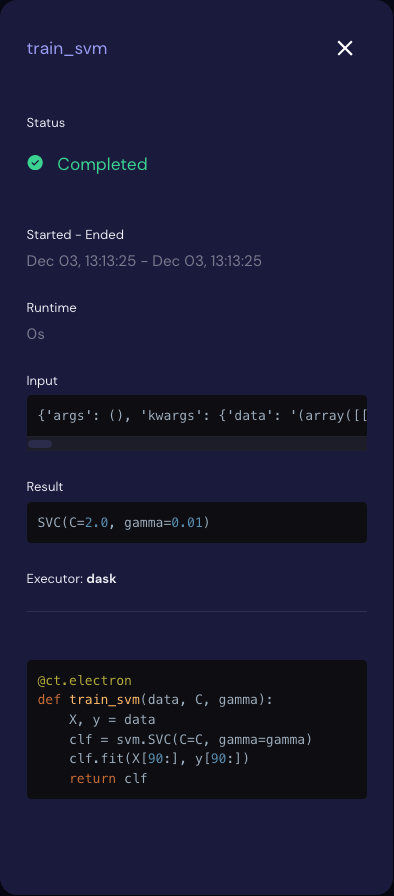 train_svm
Status
Completed
Started - Ended
Dec 03, 13:13:25 - Dec 03, 13:13:25
Runtime
0s
Input
{'args': (), 'kwargs': {'data': '(array([[
Result
SVC(C=2.0, gamma=0.01)
Executor: dask
@ct.electron
def train_svm(data, C, gamma):
    X, y = data
    clf = svm.SVC(C=C, gamma=gamma)
    clf.fit(X[90:], y[90:])
    return clf